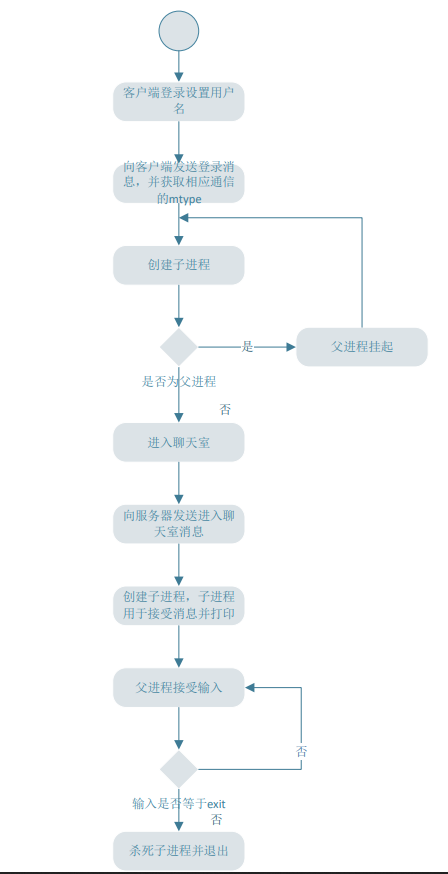 客户端登录设置用户
名
向客户端发送登录消
息，并获取相应通信
的mtype
创建子进程
是
父进程挂起
是否为父进程
否
进入聊天室
向服务器发送进入聊
天室消息
创建子进程，子进程
用于接受消息并打印
父进程接受输入
否
输入是否等于exit
否
杀死子进程并退出